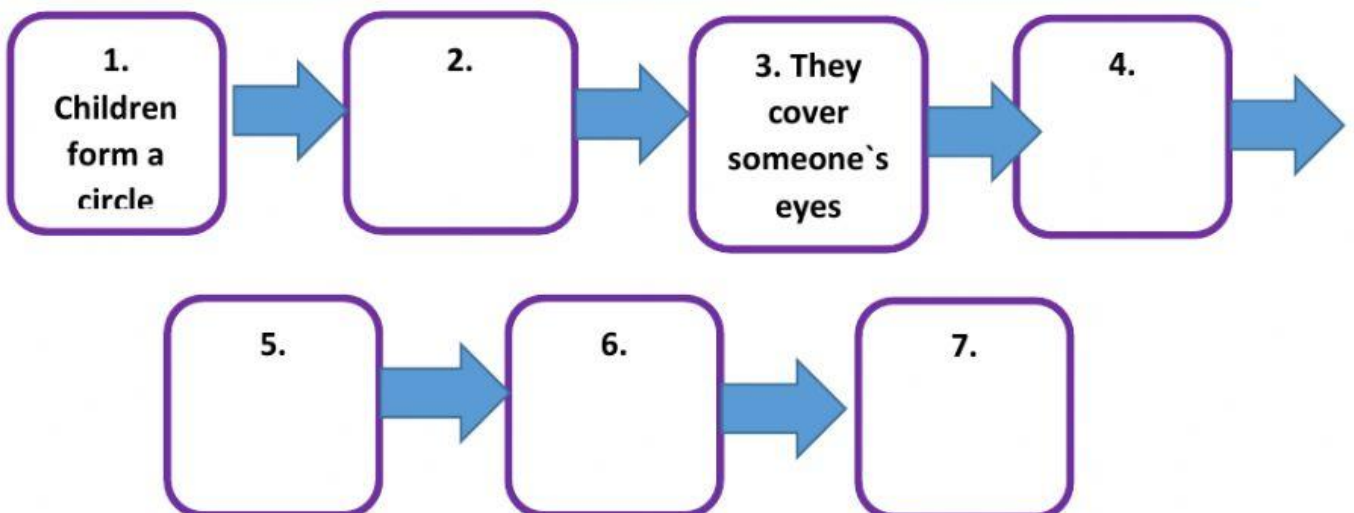 1.
Children
form a
circle
2.
3. They
cover
someone`s
eyes
4.
5.
6.
7.